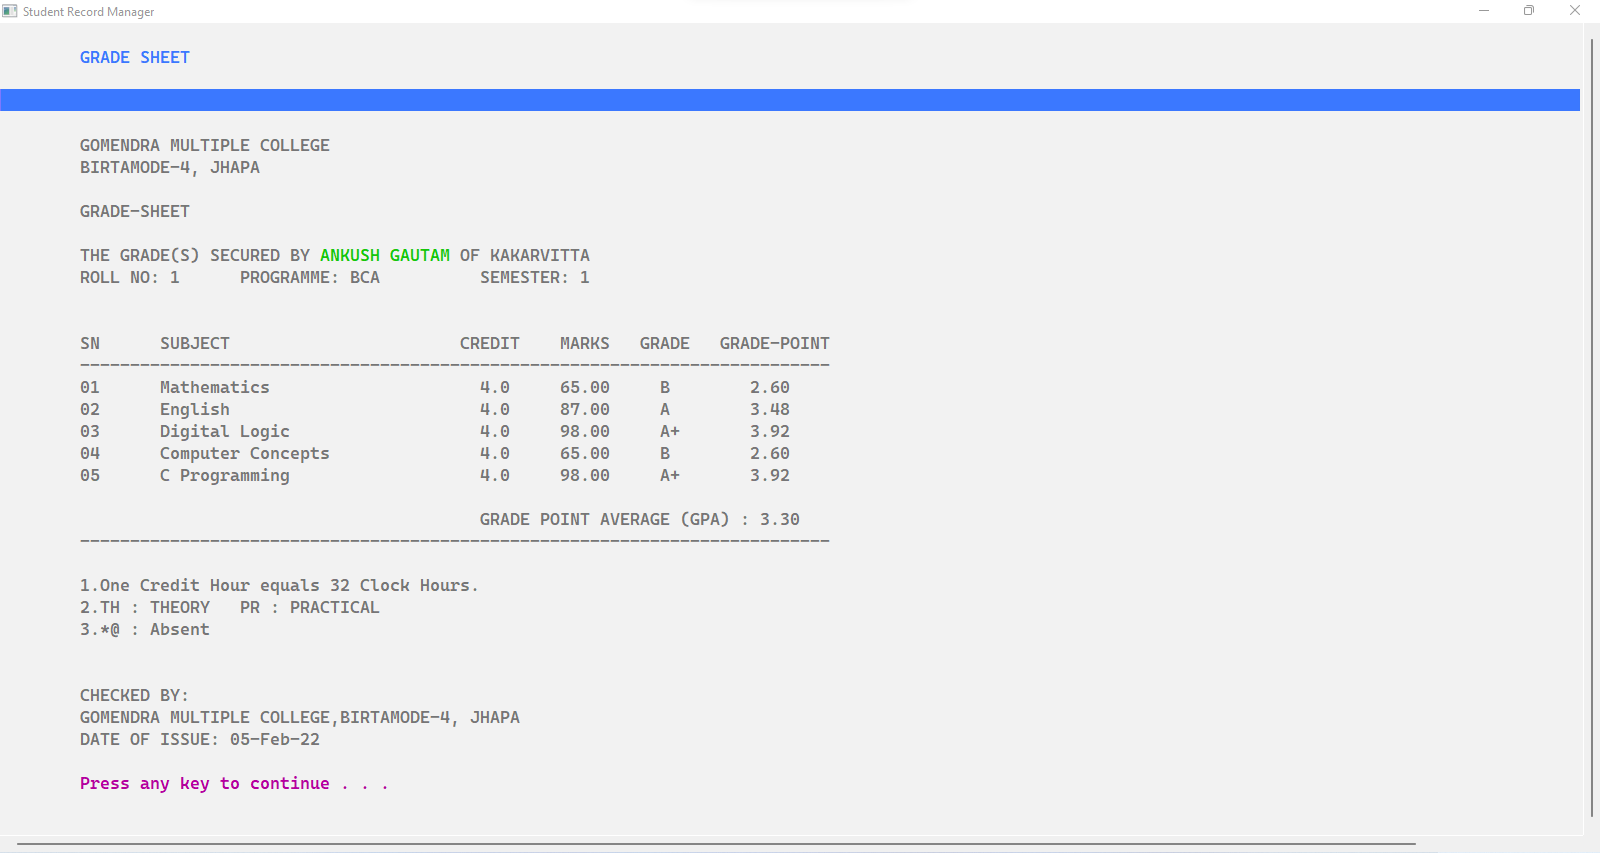 Student Record Manager
GRADE SHEET
GOMENDRA MULTIPLE COLLEGE
BIRTAMODE-4, JHAPA
GRADE-SHEET
THE GRADE(S) SECURED BY ANKUSH GAUTAM OF KAKARVITTA
ROLL NO: 1 PROGRAMME: BCA SEMESTER: 1
SN SUBJECT CREDIT MARKS GRADE GRADE-POINT
---------------------------------------------------------------------------
01 Mathematics 4.0 65.00 B 2.60
02 English 4.0 87.00 A 3.48
03 Digital Logic 4.0 98.00 A+ 3.92
04 Computer Concepts 4.0 65.00 B 2.60
05 C Programming 4.0 98.00 A+ 3.92
GRADE POINT AVERAGE (GPA) : 3.30
---------------------------------------------------------------------------
1.One Credit Hour equals 32 Clock Hours.
2.TH : THEORY PR : PRACTICAL
3.*@ : Absent
CHECKED BY:
GOMENDRA MULTIPLE COLLEGE,BIRTAMODE-4, JHAPA
DATE OF ISSUE: 05-Feb-22
Press any key to continue . . .